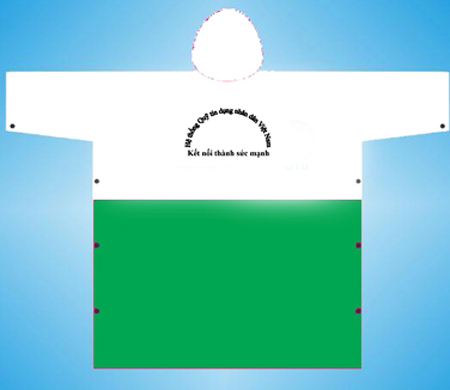 Hệ thống Quỹ tín dụng nhân dân Việt Nam
Kết nối thành sức mạnh